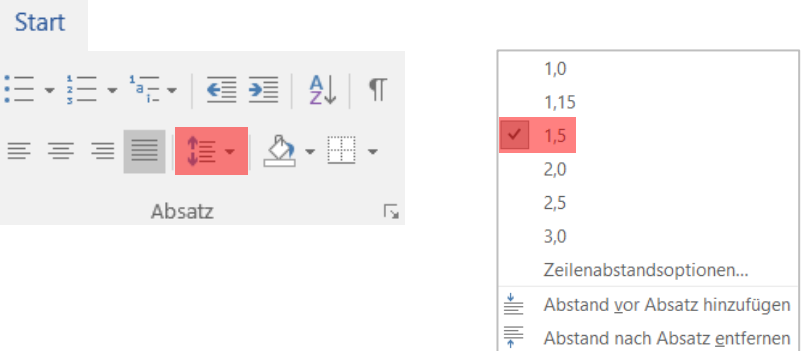 Start
Absatz
1,0
1,15
1,5
2,0
2,5
3,0
Zeilenabstandsoptionen...
Abstand vor Absatz hinzufügen
Abstand nach Absatz entfernen